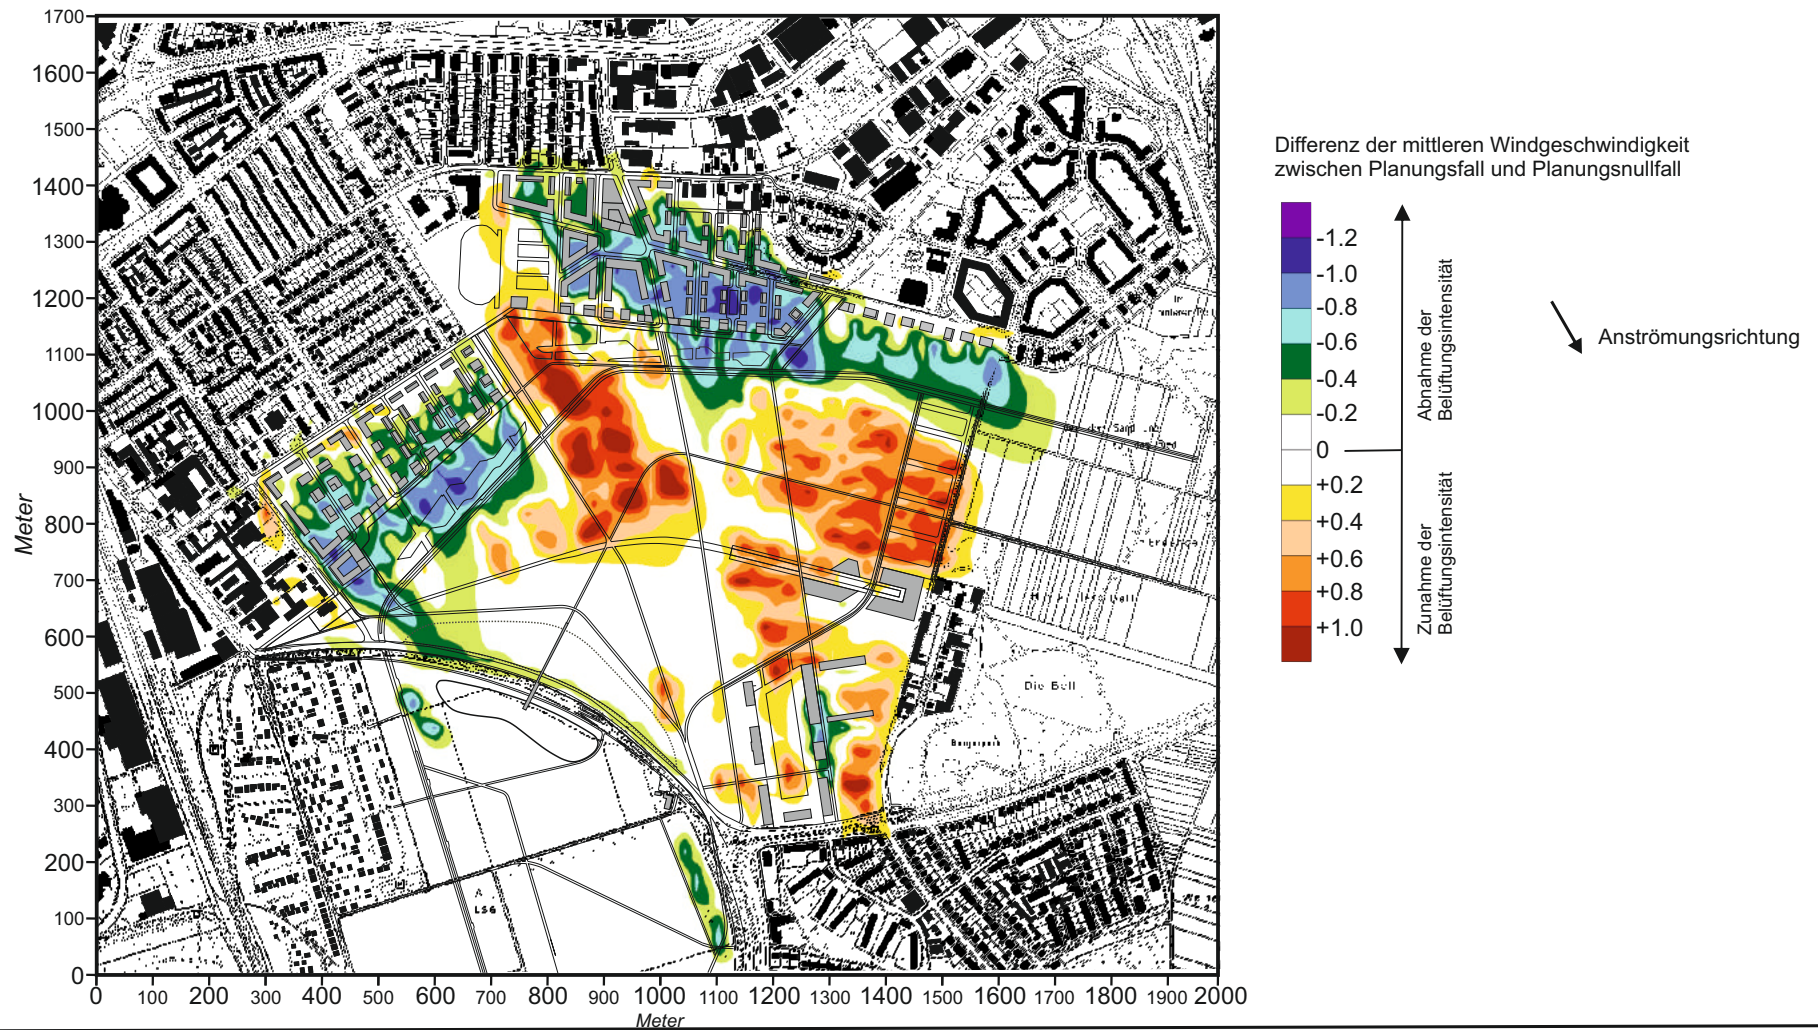 1700
1600
1500
1400
1300
1200
1100
1000
900
800
700
600
500
400
300
200
100
0
Meter
0 100 200 300 400 500 600 700 800 900 1000 1100 1200 1300 1400 1500 1600 1700 1800 1900 2000
Meter
Die Boll
LSG
Differenz der mittleren Windgeschwindigkeit
zwischen Planungsfall und Planungsnullfall
-1.2
-1.0
-0.8
-0.6
-0.4
-0.2
0
+0.2
+0.4
+0.6
+0.8
+1.0
Abnahme der
Belüftungsintensität
Zunahme der
Belüftungsintensität
Anströmungsrichtung